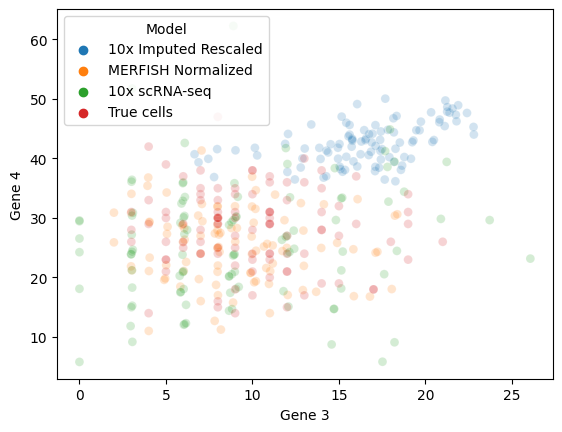 Model
10x Imputed Rescaled
MERFISH Normalized
10x scRNA-seq
True cells
60
50
40
30
20
10
Gene 4
0 5 10 15 20 25
Gene 3